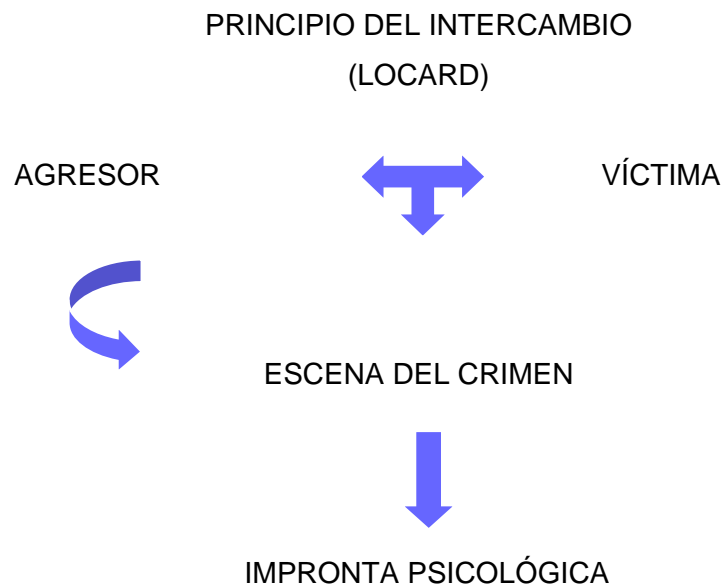 PRINCIPIO DEL INTERCAMBIO
(LOCARD)
AGRESOR
VÍCTIMA
ESCENA DEL CRIMEN
IMPRONTA PSICOLÓGICA